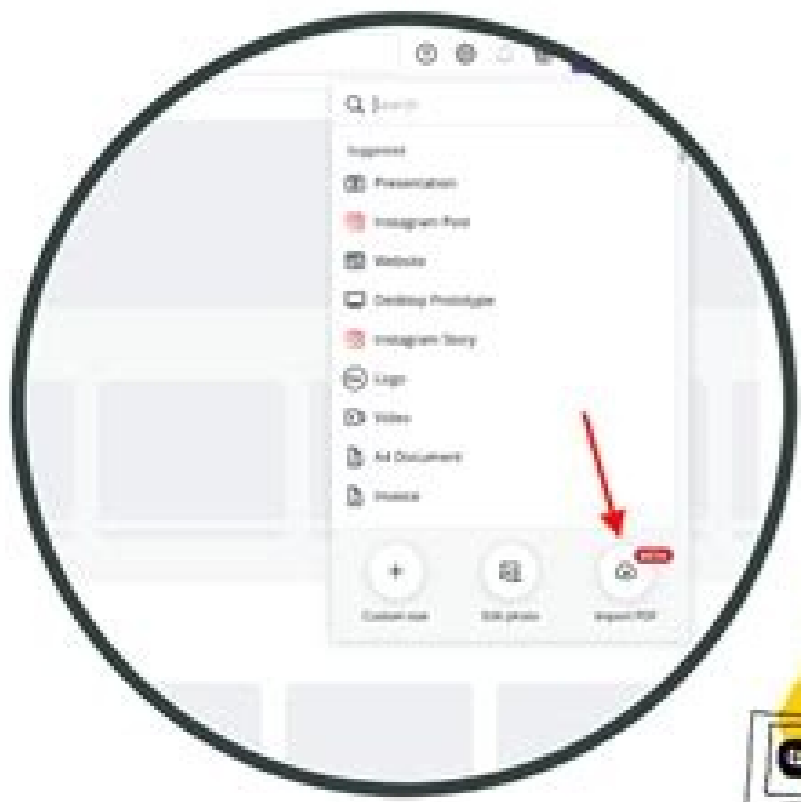 Search
Suggested
Presentation
Instagram Post
Website
Desktop Prototype
Instagram Story
Logo
Video
A4 Document
Invoice
BETA
Custom size
Edit photo
Import PDF